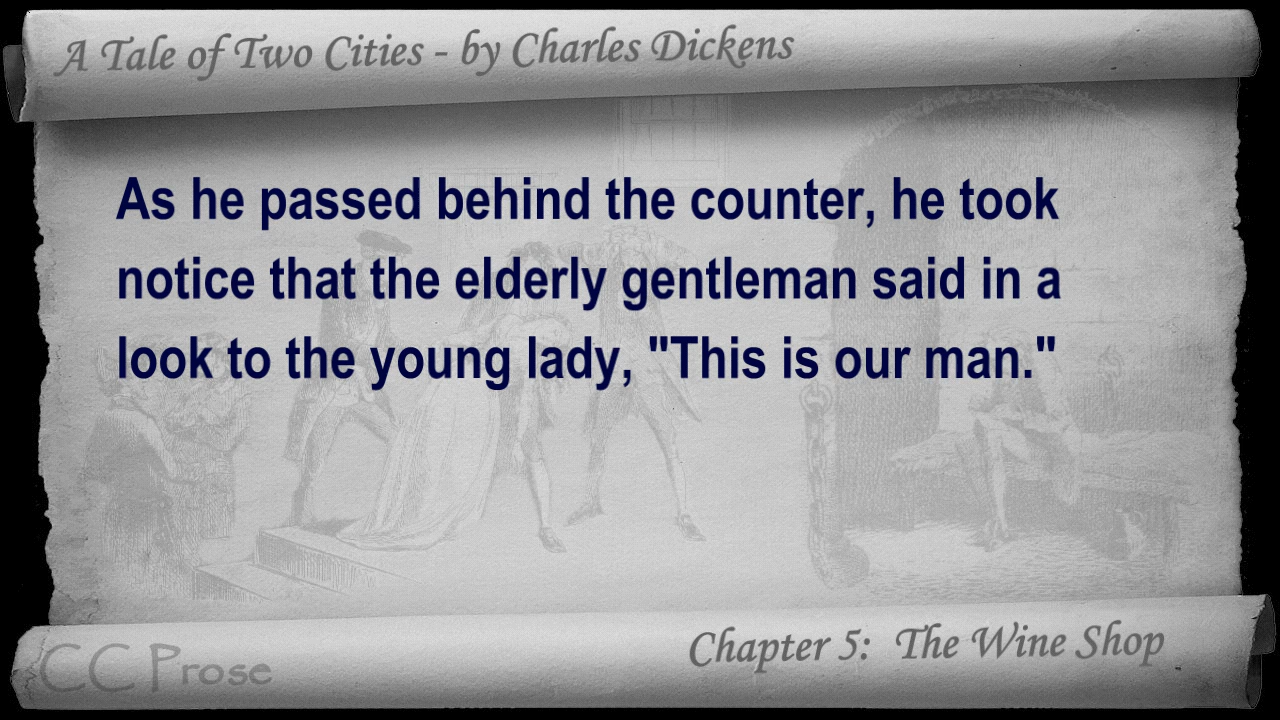 A Tale of Two Cities - by Charles Dickens
As he passed behind the counter, he took
notice that the elderly gentleman said in a
look to the young lady, "This is our man."
Chapter 5: The Wine Shop
CC Prose